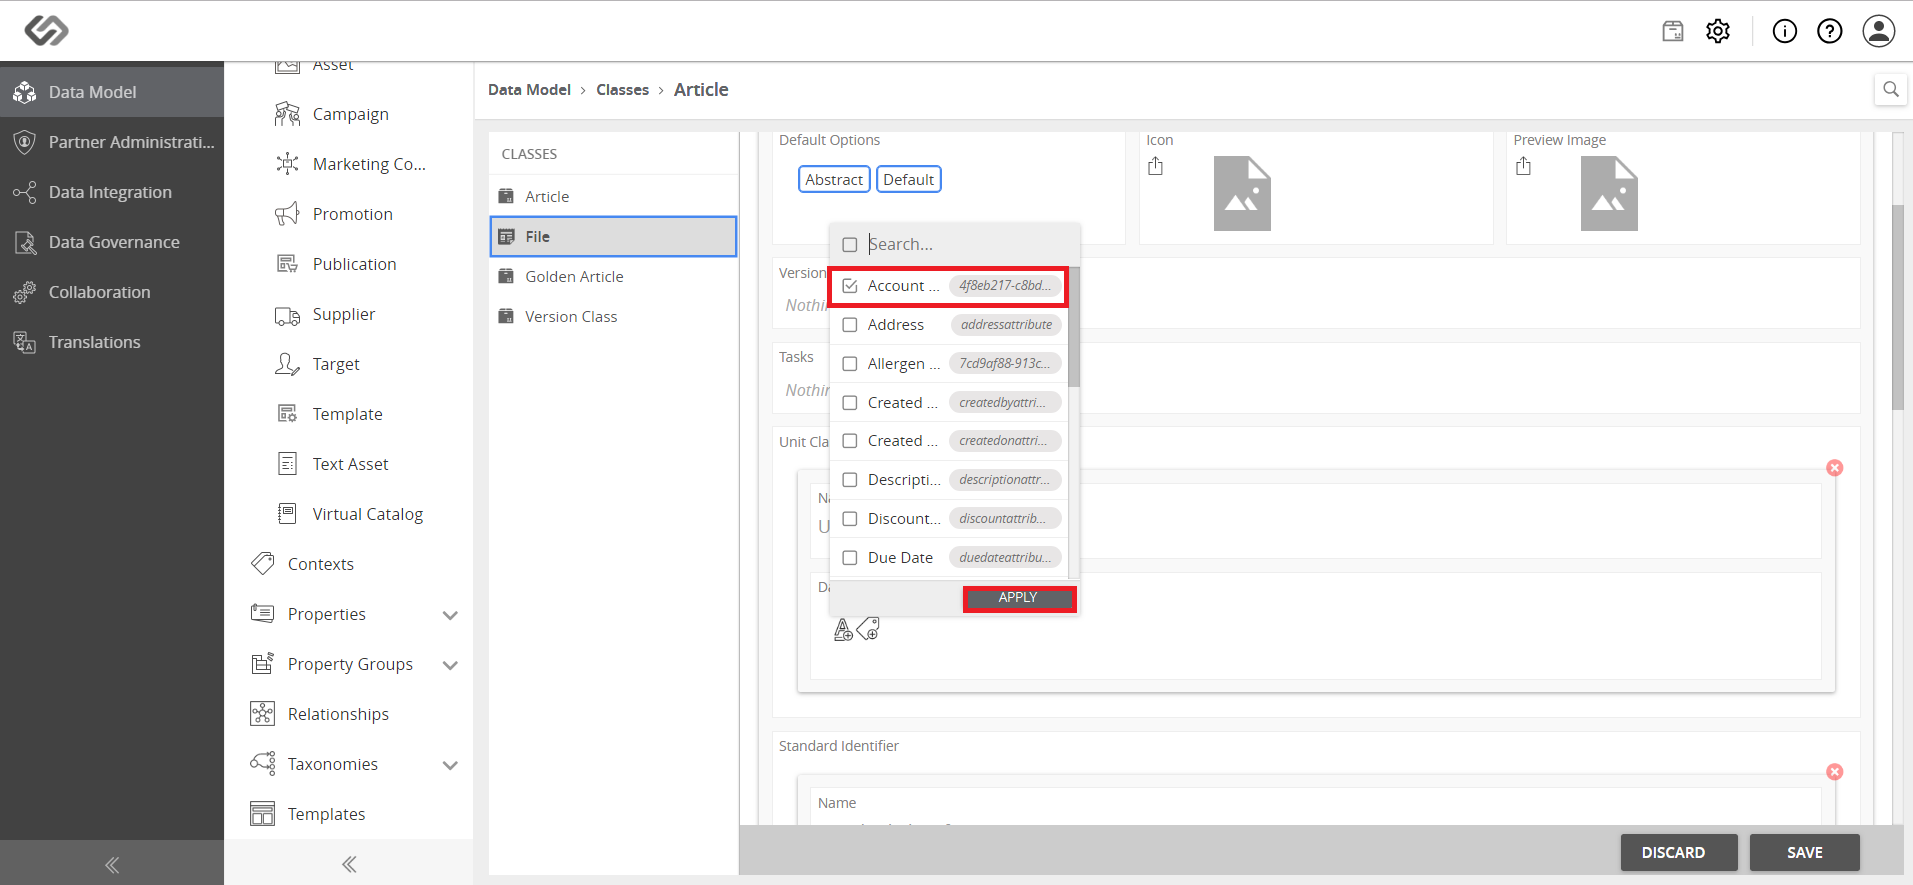 Data Model
Partner Administrati...
Data Integration
Data Governance
Collaboration
Translations
Asset
Campaign
Marketing Co...
Promotion
Publication
Supplier
Target
Template
Text Asset
Virtual Catalog
Contexts
Properties
Property Groups
Relationships
Taxonomies
Templates
Data Model > Classes > Article
CLASSES
Article
File
Golden Article
Version Class
Default Options
Abstract Default
Icon
Preview Image
Version
Nothin
Tasks
Nothin
Unit Cla
Na
U
Da
Search...
Account ... 4f8eb217-c8bd...
Address addressattribute
Allergen ... 7cd9af88-913c...
Created ... createdbyattri...
Created ... createdonattri...
Descripti... descriptionattr...
Discount... discountattrib...
Due Date duedateattribu...
APPLY
Standard Identifier
Name
DISCARD SAVE